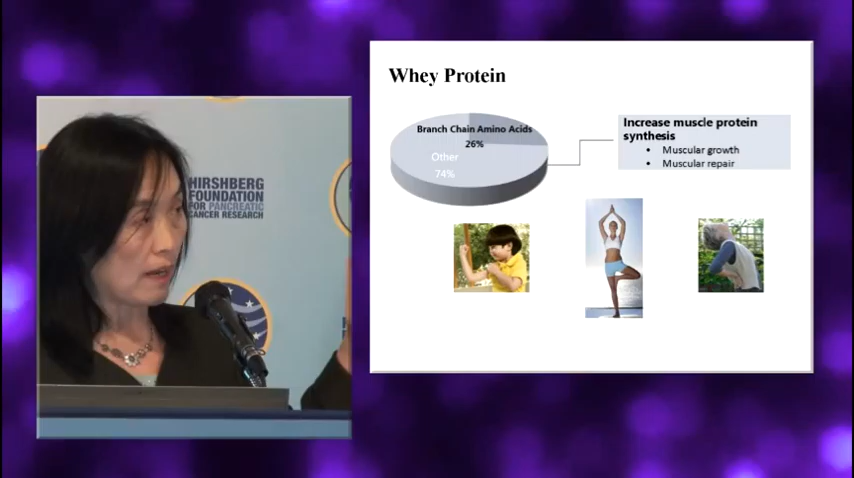 HIRSHBERG
FOUNDATION
FOR PANCREATIC
CANCER RESEARCH
Whey Protein
Branch Chain Amino Acids
26%
Other
74%
Increase muscle protein
synthesis
• Muscular growth
• Muscular repair